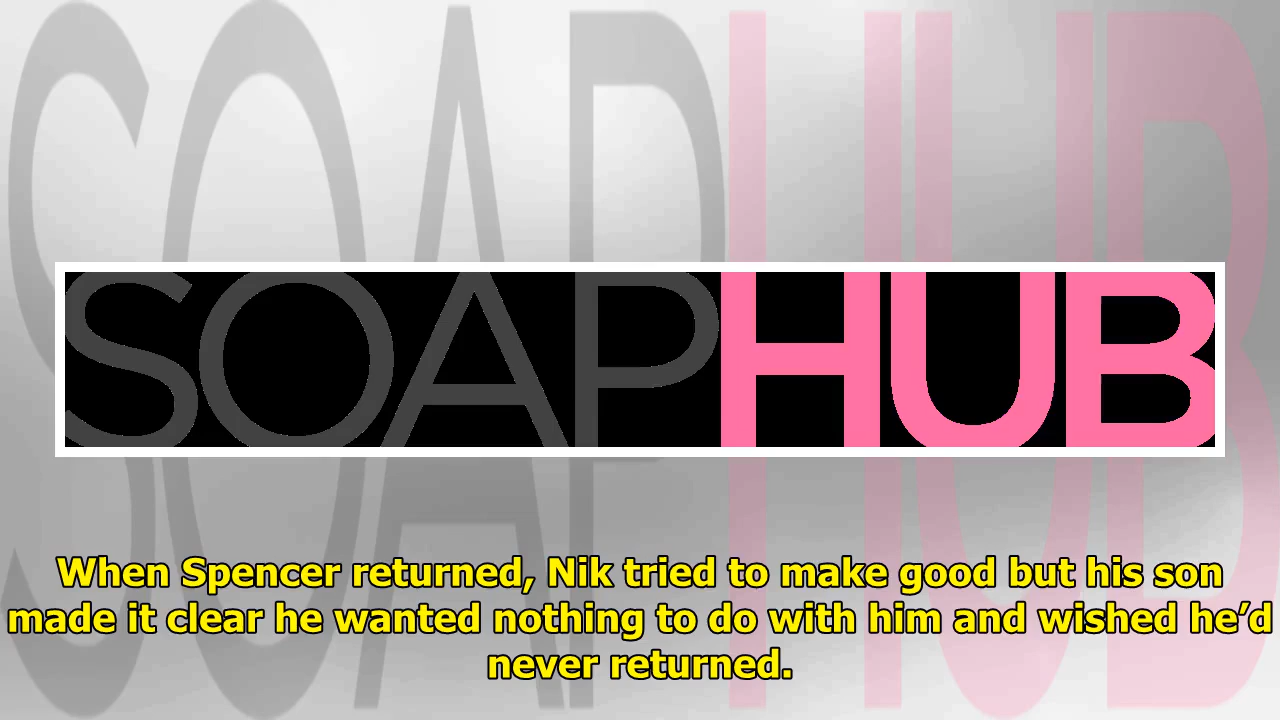 SOAPHUB
SOAPHUB
When Spencer returned, Nik tried to make good but his son
made it clear he wanted nothing to do with him and wished he’d
never returned.